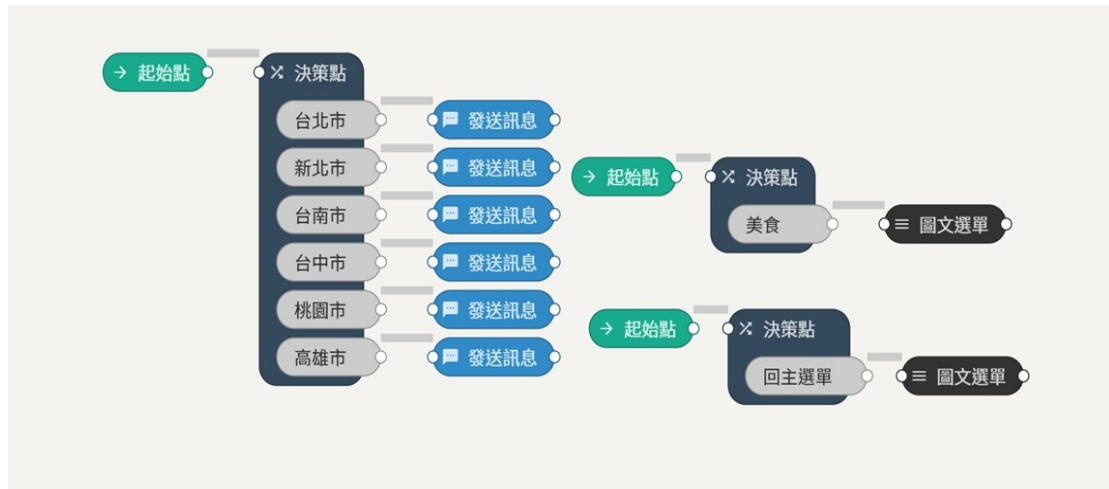 起始點
決策點
台北市
發送訊息
新北市
發送訊息
台南市
發送訊息
台中市
發送訊息
桃園市
發送訊息
高雄市
發送訊息
起始點
決策點
美食
圖文選單
起始點
決策點
回主選單
圖文選單